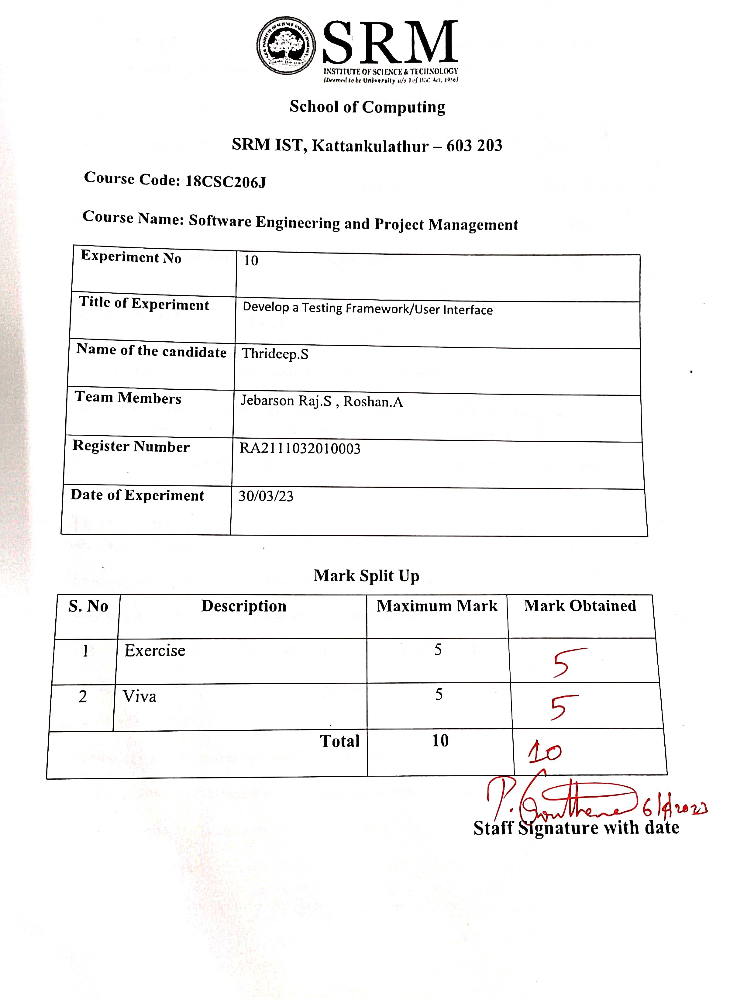 SRM
INSTITUTE OF SCIENCE & TECHNOLOGY
(Deemed to be University u/s 3 of UGC Act, 1956)
School of Computing
SRM IST, Kattankulathur – 603 203
Course Code: 18CSC206J
Course Name: Software Engineering and Project Management
Experiment No 10
Title of Experiment Develop a Testing Framework/User Interface
Name of the candidate Thrideep.S
Team Members Jebarson Raj.S , Roshan.A
Register Number RA2111032010003
Date of Experiment 30/03/23
Mark Split Up
S. No Description Maximum Mark Mark Obtained
1 Exercise 5 5
2 Viva 5 5
Total 10 10
P. 6/4/2023
Staff Signature with date